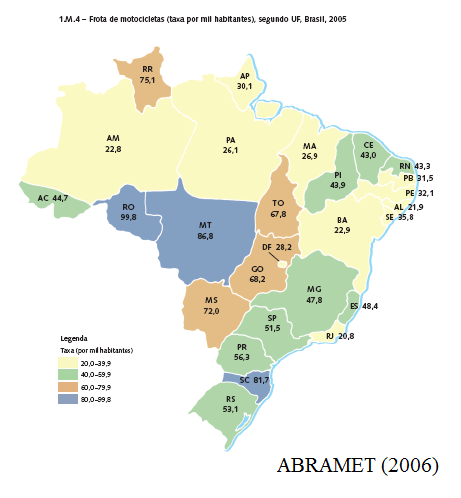 1.M.4 – Frota de motocicletas (taxa por mil habitantes), segundo UF, Brasil, 2005
RR
75,1
AP
30,1
AM
22,8
PA
26,1
MA
26,9
CE
43,0
RN 43,3
PB 31,5
PE 32,1
AL 21,9
SE 35,8
PI
43,9
AC 44,7
RO
99,8
MT
86,8
TO
67,8
BA
22,9
DF 28,2
GO
68,2
MG
47,8
ES 48,4
MS
72,0
SP
51,5
RJ 20,8
PR
56,3
SC 81,7
RS
53,1
Legenda
Taxa (por mil habitantes)
20,0–39,9
40,0–59,9
60,0–79,9
80,0–99,8
ABRAMET (2006)